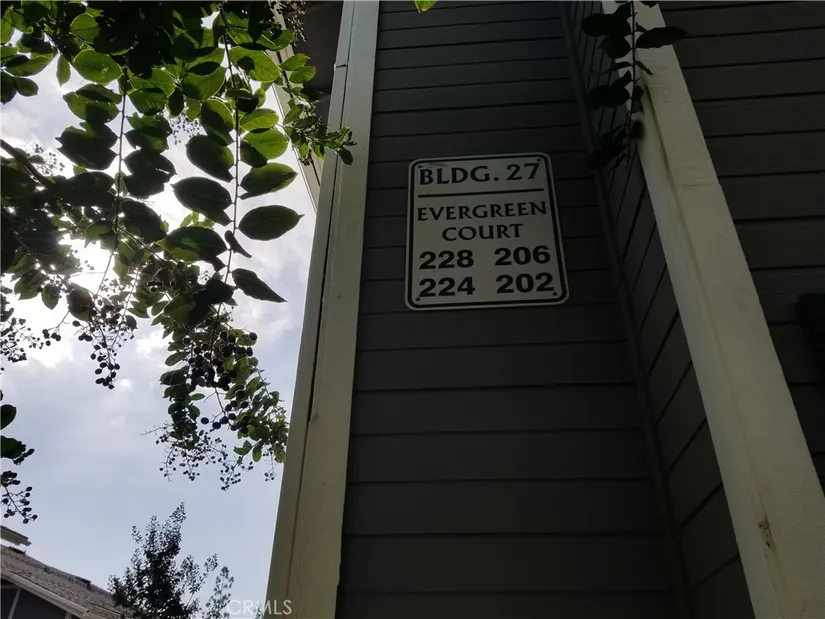 BLDG. 27
EVERGREEN
COURT
228 206
224 202
CRMLS